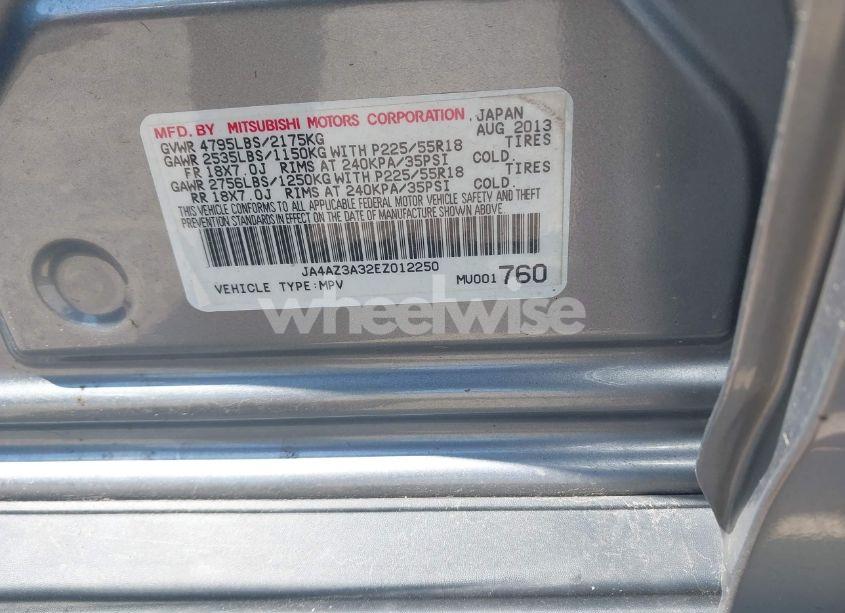 MFD. BY MITSUBISHI MOTORS CORPORATION, JAPAN
GVWR 4795LBS/2175KG AUG 2013
GAWR 2535LBS/1150KG WITH P225/55R18 TIRES
FR 18X7.0J RIMS AT 240KPA/35PSI COLD.
GAWR 2756LBS/1250KG WITH P225/55R18 TIRES
RR 18X7.0J RIMS AT 240KPA/35PSI COLD.
THIS VEHICLE CONFORMS TO ALL APPLICABLE FEDERAL MOTOR VEHICLE SAFETY AND THEFT
PREVENTION STANDARDS IN EFFECT ON THE DATE OF MANUFACTURE SHOWN ABOVE.
JA4AZ3A32EZ012250
VEHICLE TYPE:MPV MU001 760
wheelwise